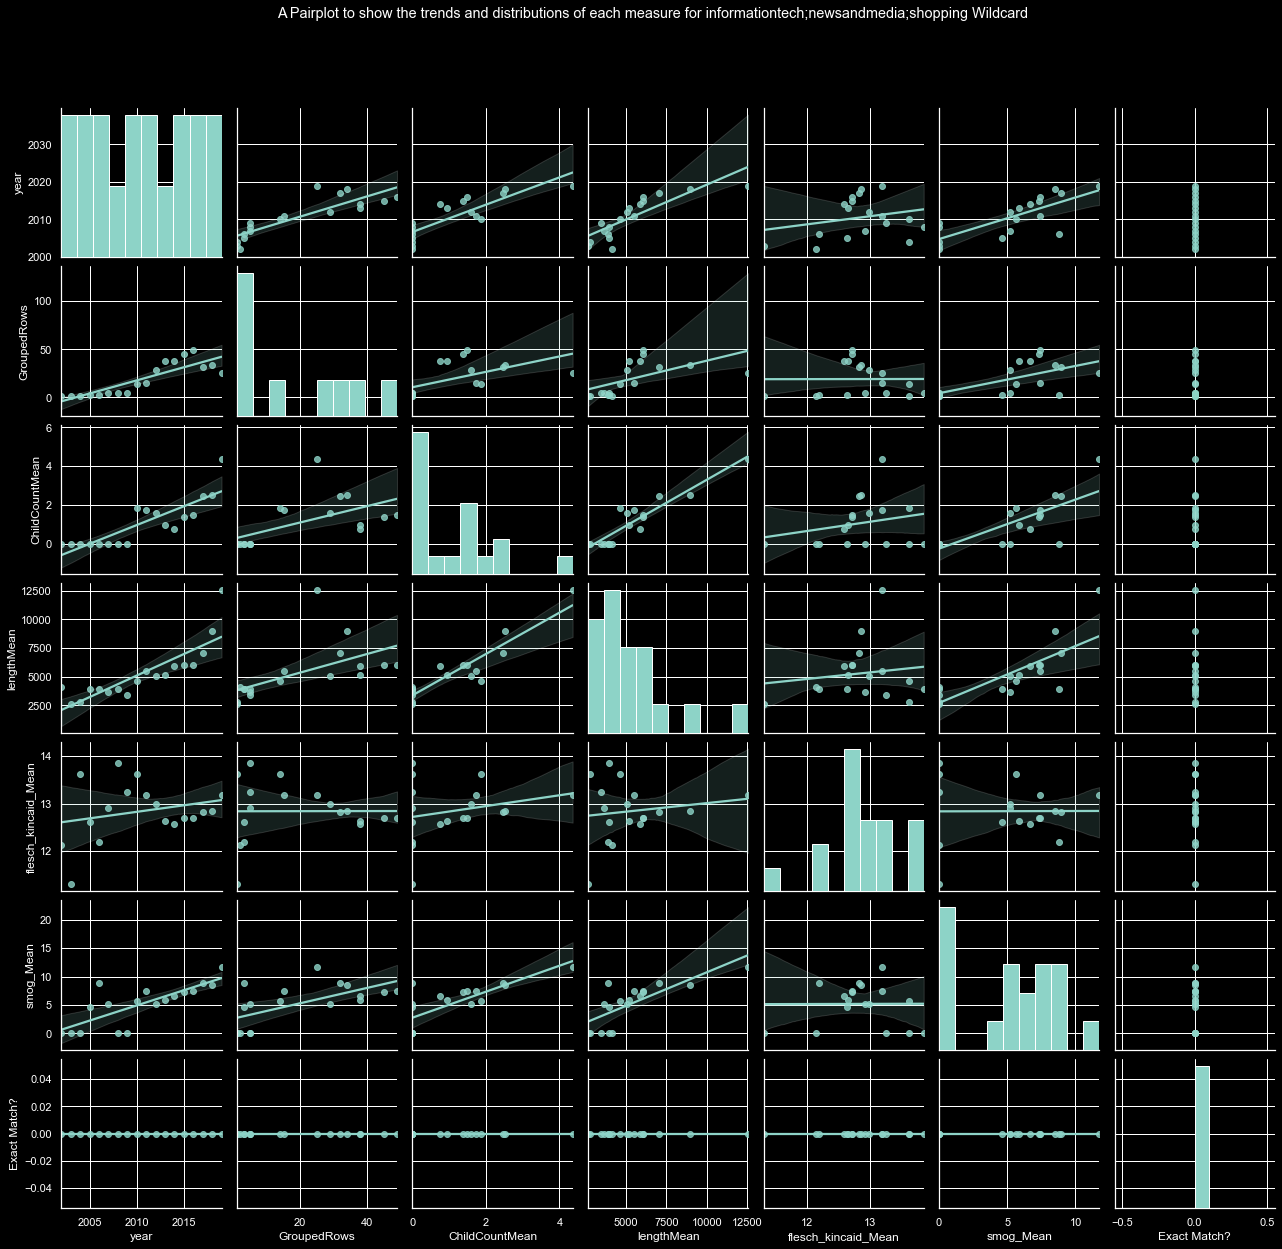 A Pairplot to show the trends and distributions of each measure for informationtech;newsandmedia;shopping Wildcard
year
2030
2020
2010
2000
GroupedRows
100
50
0
ChildCountMean
6
4
2
0
lengthMean
12500
10000
7500
5000
2500
flesch_kincaid_Mean
14
13
12
smog_Mean
20
15
10
5
0
Exact Match?
0.04
0.02
0.00
−0.02
−0.04
2005 2010 2015
year
20 40
GroupedRows
0 2 4
ChildCountMean
5000 7500 10000 12500
lengthMean
12 13
flesch_kincaid_Mean
0 5 10
smog_Mean
−0.5 0.0 0.5
Exact Match?